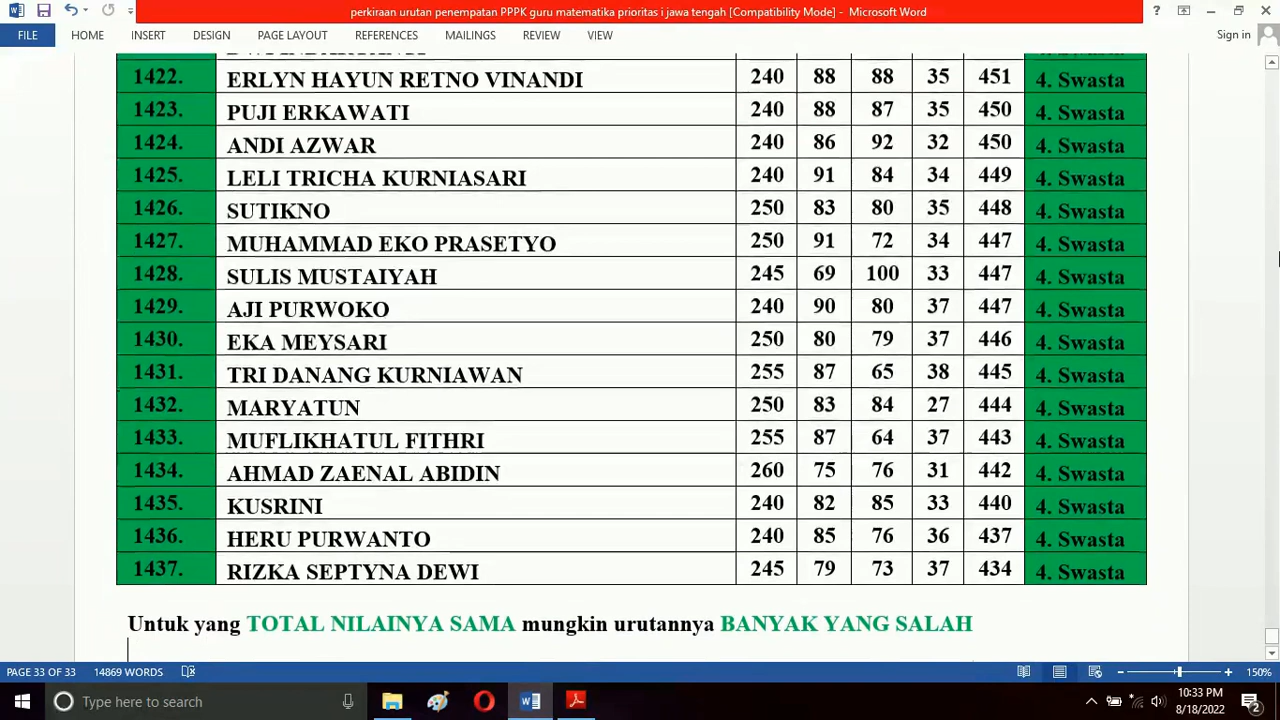 perkiraan urutan penempatan PPPK guru matematika prioritas i jawa tengah [Compatibility Mode] - Microsoft Word
FILE HOME INSERT DESIGN PAGE LAYOUT REFERENCES MAILINGS REVIEW VIEW Sign in
1422. ERLYN HAYUN RETNO VINANDI 240 88 88 35 451 4. Swasta
1423. PUJI ERKAWATI 240 88 87 35 450 4. Swasta
1424. ANDI AZWAR 240 86 92 32 450 4. Swasta
1425. LELI TRICHA KURNIASARI 240 91 84 34 449 4. Swasta
1426. SUTIKNO 250 83 80 35 448 4. Swasta
1427. MUHAMMAD EKO PRASETYO 250 91 72 34 447 4. Swasta
1428. SULIS MUSTAIYAH 245 69 100 33 447 4. Swasta
1429. AJI PURWOKO 240 90 80 37 447 4. Swasta
1430. EKA MEYSARI 250 80 79 37 446 4. Swasta
1431. TRI DANANG KURNIAWAN 255 87 65 38 445 4. Swasta
1432. MARYATUN 250 83 84 27 444 4. Swasta
1433. MUFLIKHATUL FITHRI 255 87 64 37 443 4. Swasta
1434. AHMAD ZAENAL ABIDIN 260 75 76 31 442 4. Swasta
1435. KUSRINI 240 82 85 33 440 4. Swasta
1436. HERU PURWANTO 240 85 76 36 437 4. Swasta
1437. RIZKA SEPTYNA DEWI 245 79 73 37 434 4. Swasta
Untuk yang TOTAL NILAINYA SAMA mungkin urutannya BANYAK YANG SALAH
PAGE 33 OF 33 14869 WORDS 150%
Type here to search
10:33 PM
8/18/2022
2